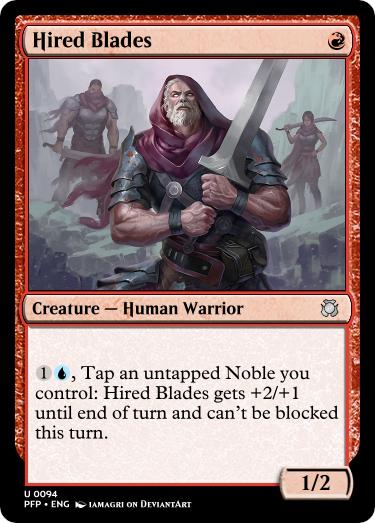 Hired Blades
Creature — Human Warrior
1, Tap an untapped Noble you
control: Hired Blades gets +2/+1
until end of turn and can't be blocked
this turn.
1/2
U 0094
PFP • ENG iamagri on DeviantArt